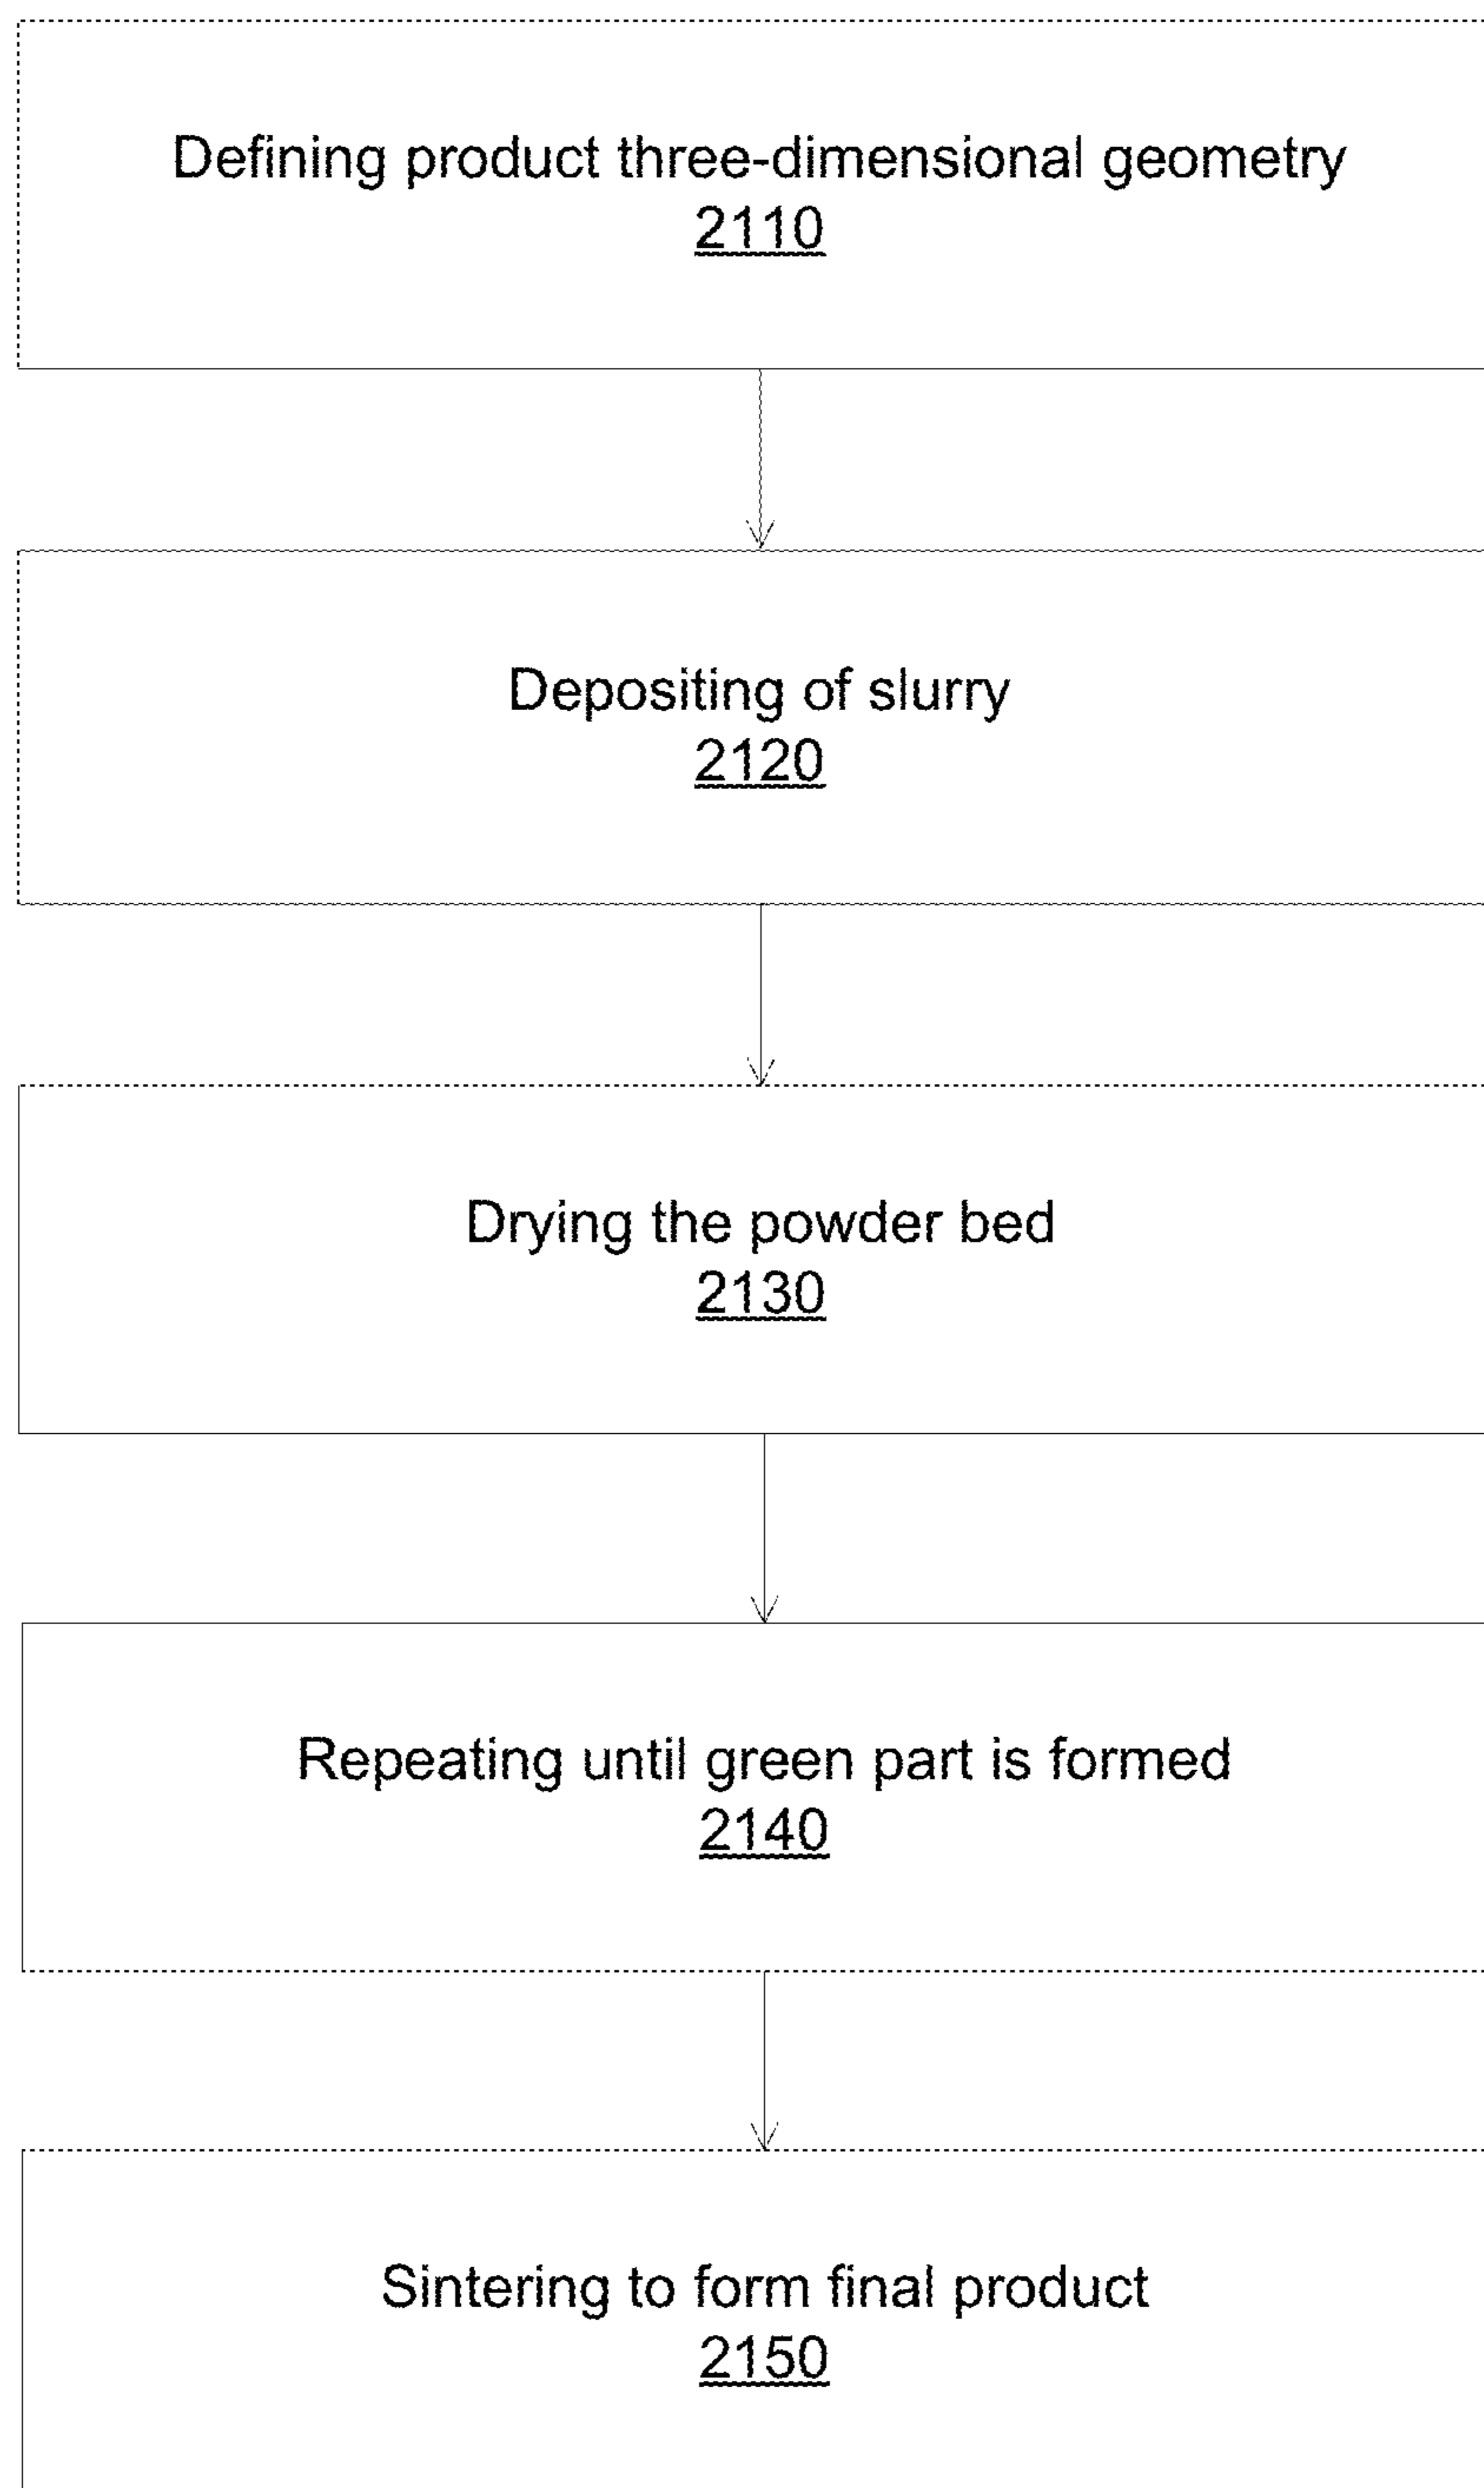 Defining product three-dimensional geometry
2110
Depositing of slurry
2120
Drying the powder bed
2130
Repeating until green part is formed
2140
Sintering to form final product
2150